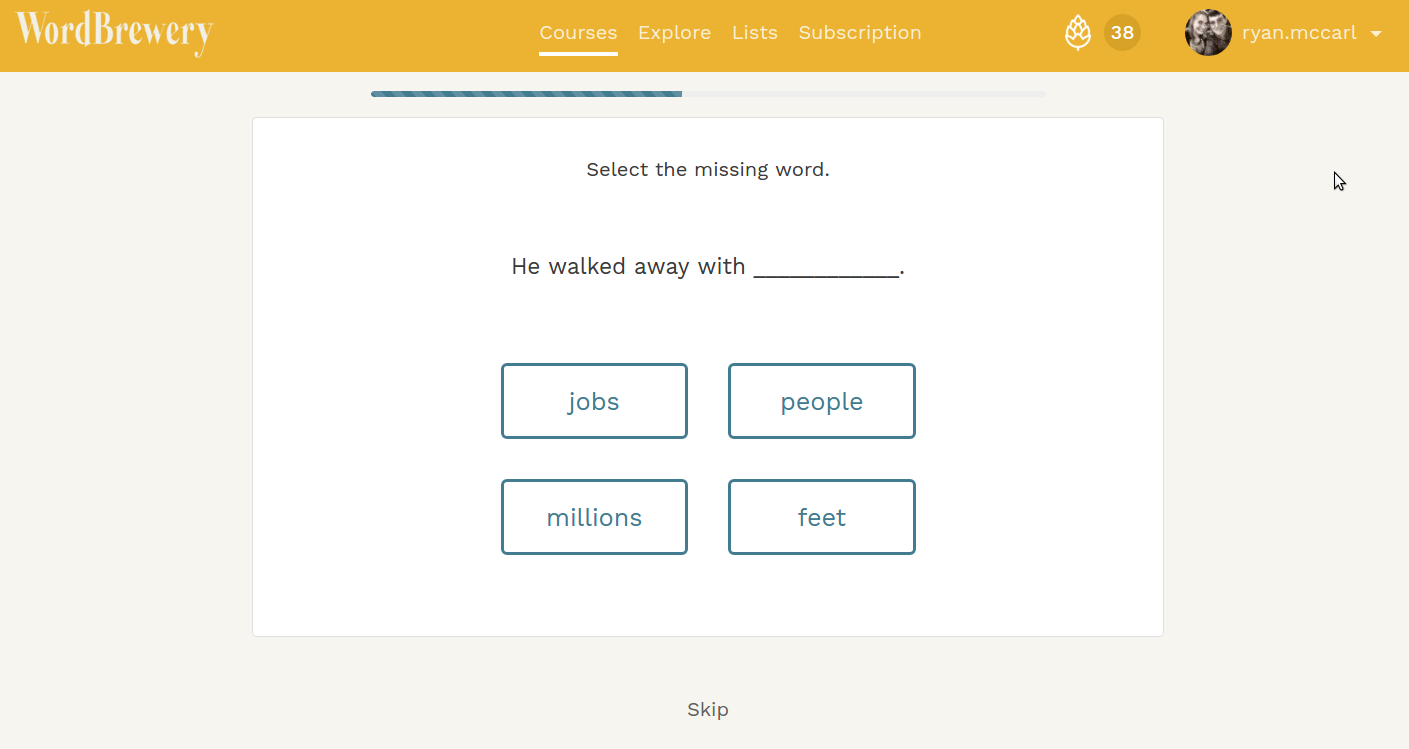 WordBrewery
Courses Explore Lists Subscription 38 ryan.mccarl
Select the missing word.
He walked away with ____________.
jobs people
millions feet
Skip